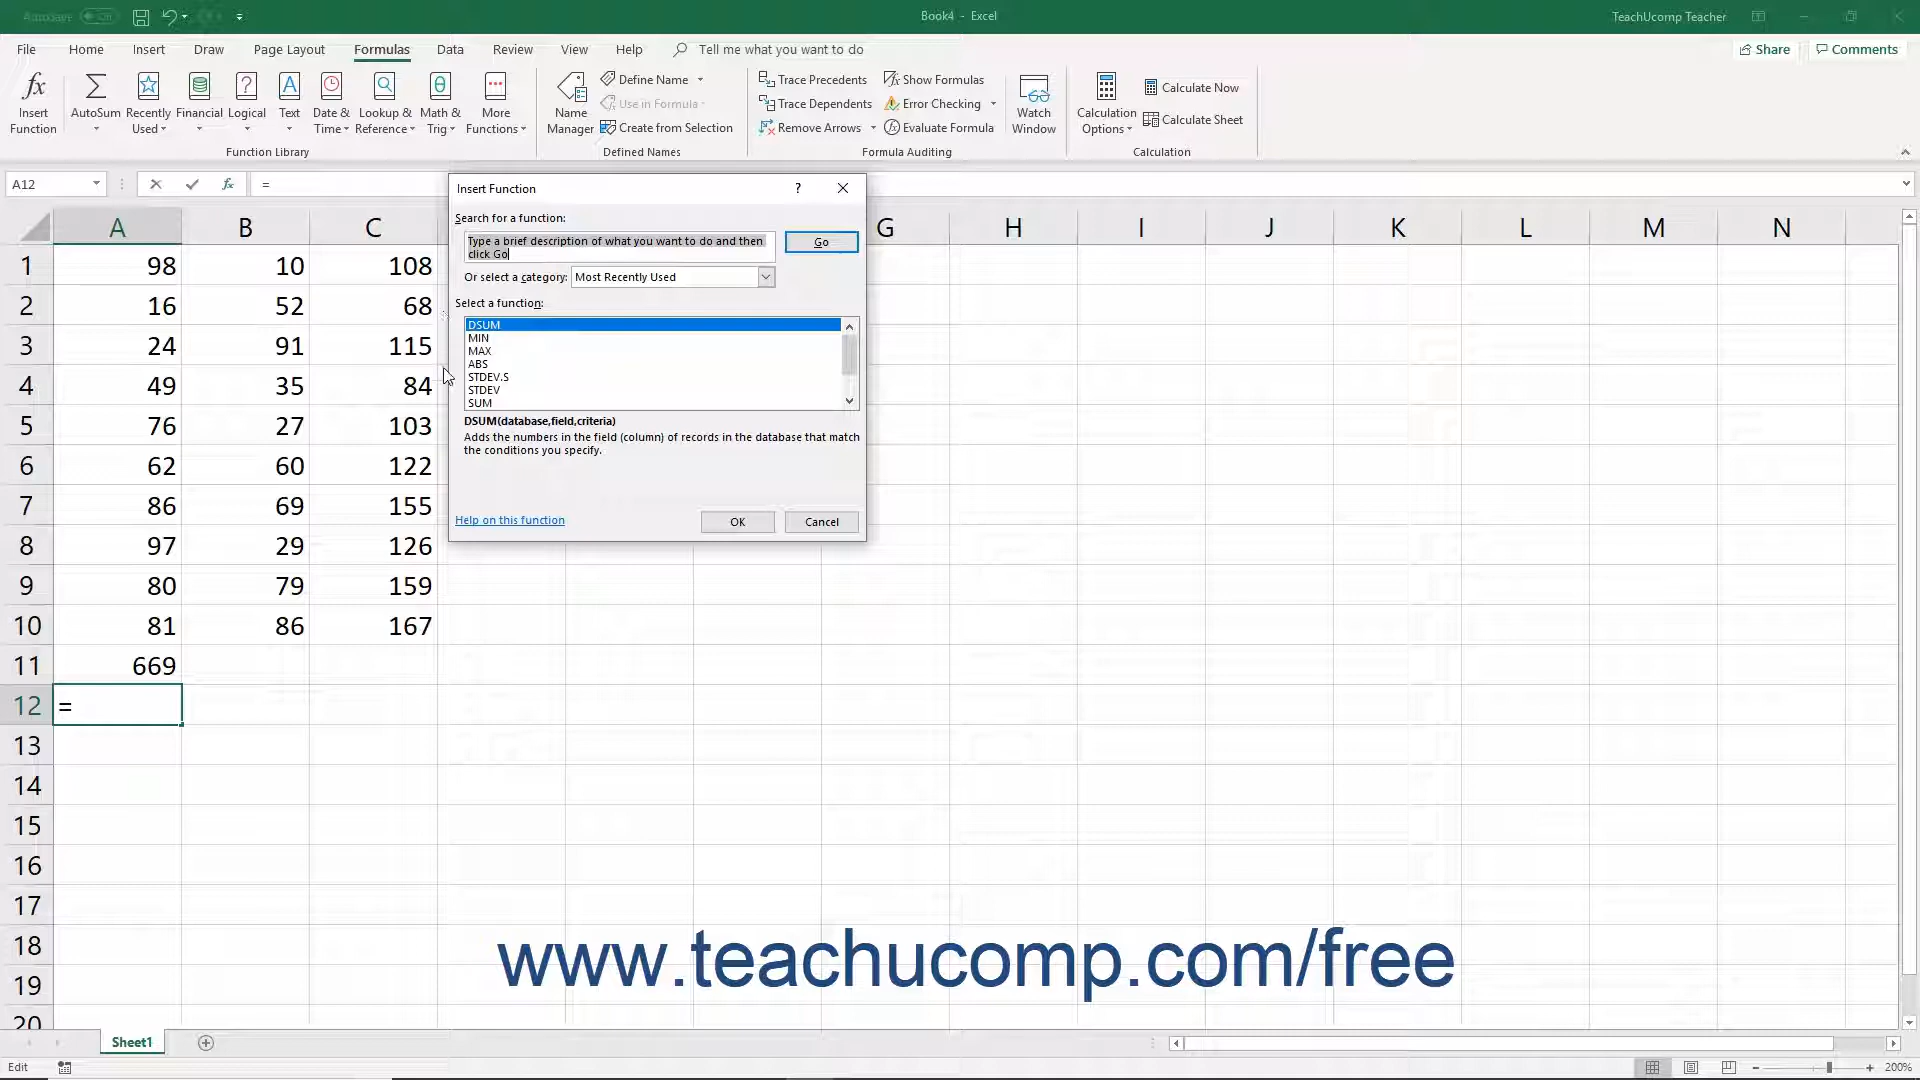 AutoSave Off
Book4 - Excel
TeachUcomp Teacher
File Home Insert Draw Page Layout Formulas Data Review View Help Tell me what you want to do
Share Comments
Insert Function
AutoSum
Recently Used
Financial
Logical
Text
Date & Time
Lookup & Reference
Math & Trig
More Functions
Function Library
Name Manager
Define Name
Use in Formula
Create from Selection
Defined Names
Trace Precedents
Trace Dependents
Remove Arrows
Show Formulas
Error Checking
Evaluate Formula
Formula Auditing
Watch Window
Calculation Options
Calculate Now
Calculate Sheet
Calculation
A12 fx =
A B C G H I J K L M N
1 98 10 108
2 16 52 68
3 24 91 115
4 49 35 84
5 76 27 103
6 62 60 122
7 86 69 155
8 97 29 126
9 80 79 159
10 81 86 167
11 669
12 =
13
14
15
16
17
18
19
20
Insert Function ?
Search for a function:
Type a brief description of what you want to do and then
click Go
Go
Or select a category: Most Recently Used
Select a function:
DSUM
MIN
MAX
ABS
STDEV.S
STDEV
SUM
DSUM(database,field,criteria)
Adds the numbers in the field (column) of records in the database that match
the conditions you specify.
Help on this function
OK Cancel
www.teachucomp.com/free
Sheet1
Edit
200%